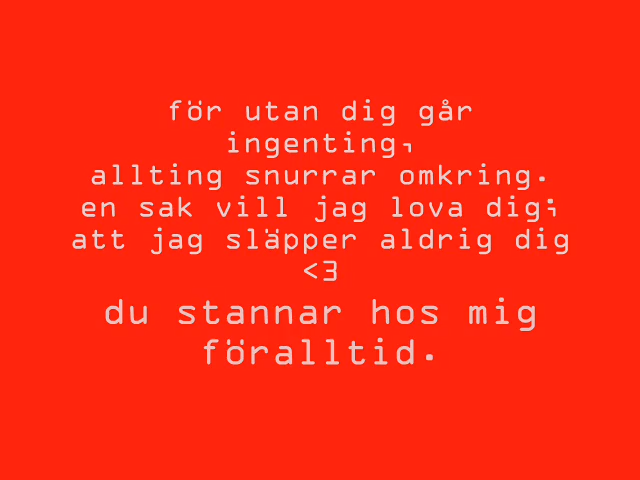 för utan dig går
ingenting,
allting snurrar omkring.
en sak vill jag lova dig;
att jag släpper aldrig dig
<3
du stannar hos mig
föralltid.